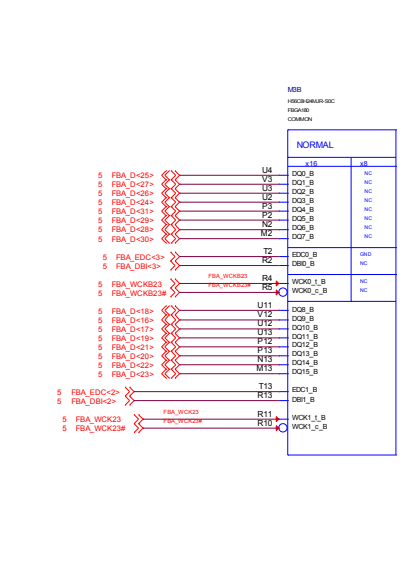 M3B
H56C8H24MJR-S0C
FBGA180
COMMON
NORMAL
x16 x8
5 FBA_D<25> U4 DQ0_B NC
5 FBA_D<27> V3 DQ1_B NC
5 FBA_D<26> U3 DQ2_B NC
5 FBA_D<24> U2 DQ3_B NC
5 FBA_D<31> P3 DQ4_B NC
5 FBA_D<29> P2 DQ5_B NC
5 FBA_D<28> N2 DQ6_B NC
5 FBA_D<30> M2 DQ7_B NC
5 FBA_EDC<3> T2 EDC0_B GND
5 FBA_DBI<3> R2 DBI0_B NC
5 FBA_WCKB23 FBA_WCKB23 R4 WCK0_t_B NC
5 FBA_WCKB23# FBA_WCKB23# R5 WCK0_c_B NC
5 FBA_D<18> U11 DQ8_B
5 FBA_D<16> V12 DQ9_B
5 FBA_D<17> U12 DQ10_B
5 FBA_D<19> U13 DQ11_B
5 FBA_D<21> P12 DQ12_B
5 FBA_D<20> P13 DQ13_B
5 FBA_D<22> N13 DQ14_B
5 FBA_D<23> M13 DQ15_B
5 FBA_EDC<2> T13 EDC1_B
5 FBA_DBI<2> R13 DBI1_B
5 FBA_WCK23 FBA_WCK23 R11 WCK1_t_B
5 FBA_WCK23# FBA_WCK23# R10 WCK1_c_B